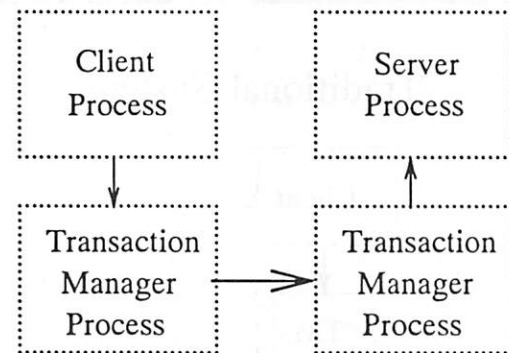 Client
Process
Server
Process
Transaction
Manager
Process
Transaction
Manager
Process